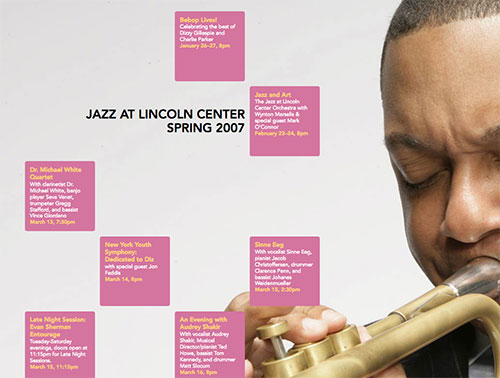 Bebop Lives!
Celebrating the best of
Dizzy Gillespie and
Charlie Parker
January 26-27, 8pm
Jazz and Art
The Jazz at Lincoln
Center Orchestra with
Wynton Marsalis &
special guest Mark
O'Connor
February 23-24, 8pm
JAZZ AT LINCOLN CENTER
SPRING 2007
Dr. Michael White
Quartet
With clarinetist Dr.
Michael White, banjo
player Seva Venet,
trumpeter Gregg
Stafford, and bassist
Vince Giordano
March 13, 7:30pm
New York Youth
Symphony:
Dedicated to Diz
with special guest Jon
Faddis
March 14, 8pm
Sinne Eeg
With vocalist Sinne Eeg,
pianist Jacob
Christoffersen, drummer
Clarence Penn, and
bassist Johannes
Weidenmueller
March 15, 2:30pm
Late Night Session:
Evan Sherman
Entourage
Tuesday-Saturday
evenings, doors open at
11:15pm for Late Night
Sessions.
March 15, 11:15pm
An Evening with
Audrey Shakir
With vocalist Audrey
Shakir, Musical
Director/pianist Ted
Howe, bassist Tom
Kennedy, and drummer
Matt Slocum
March 16, 8pm